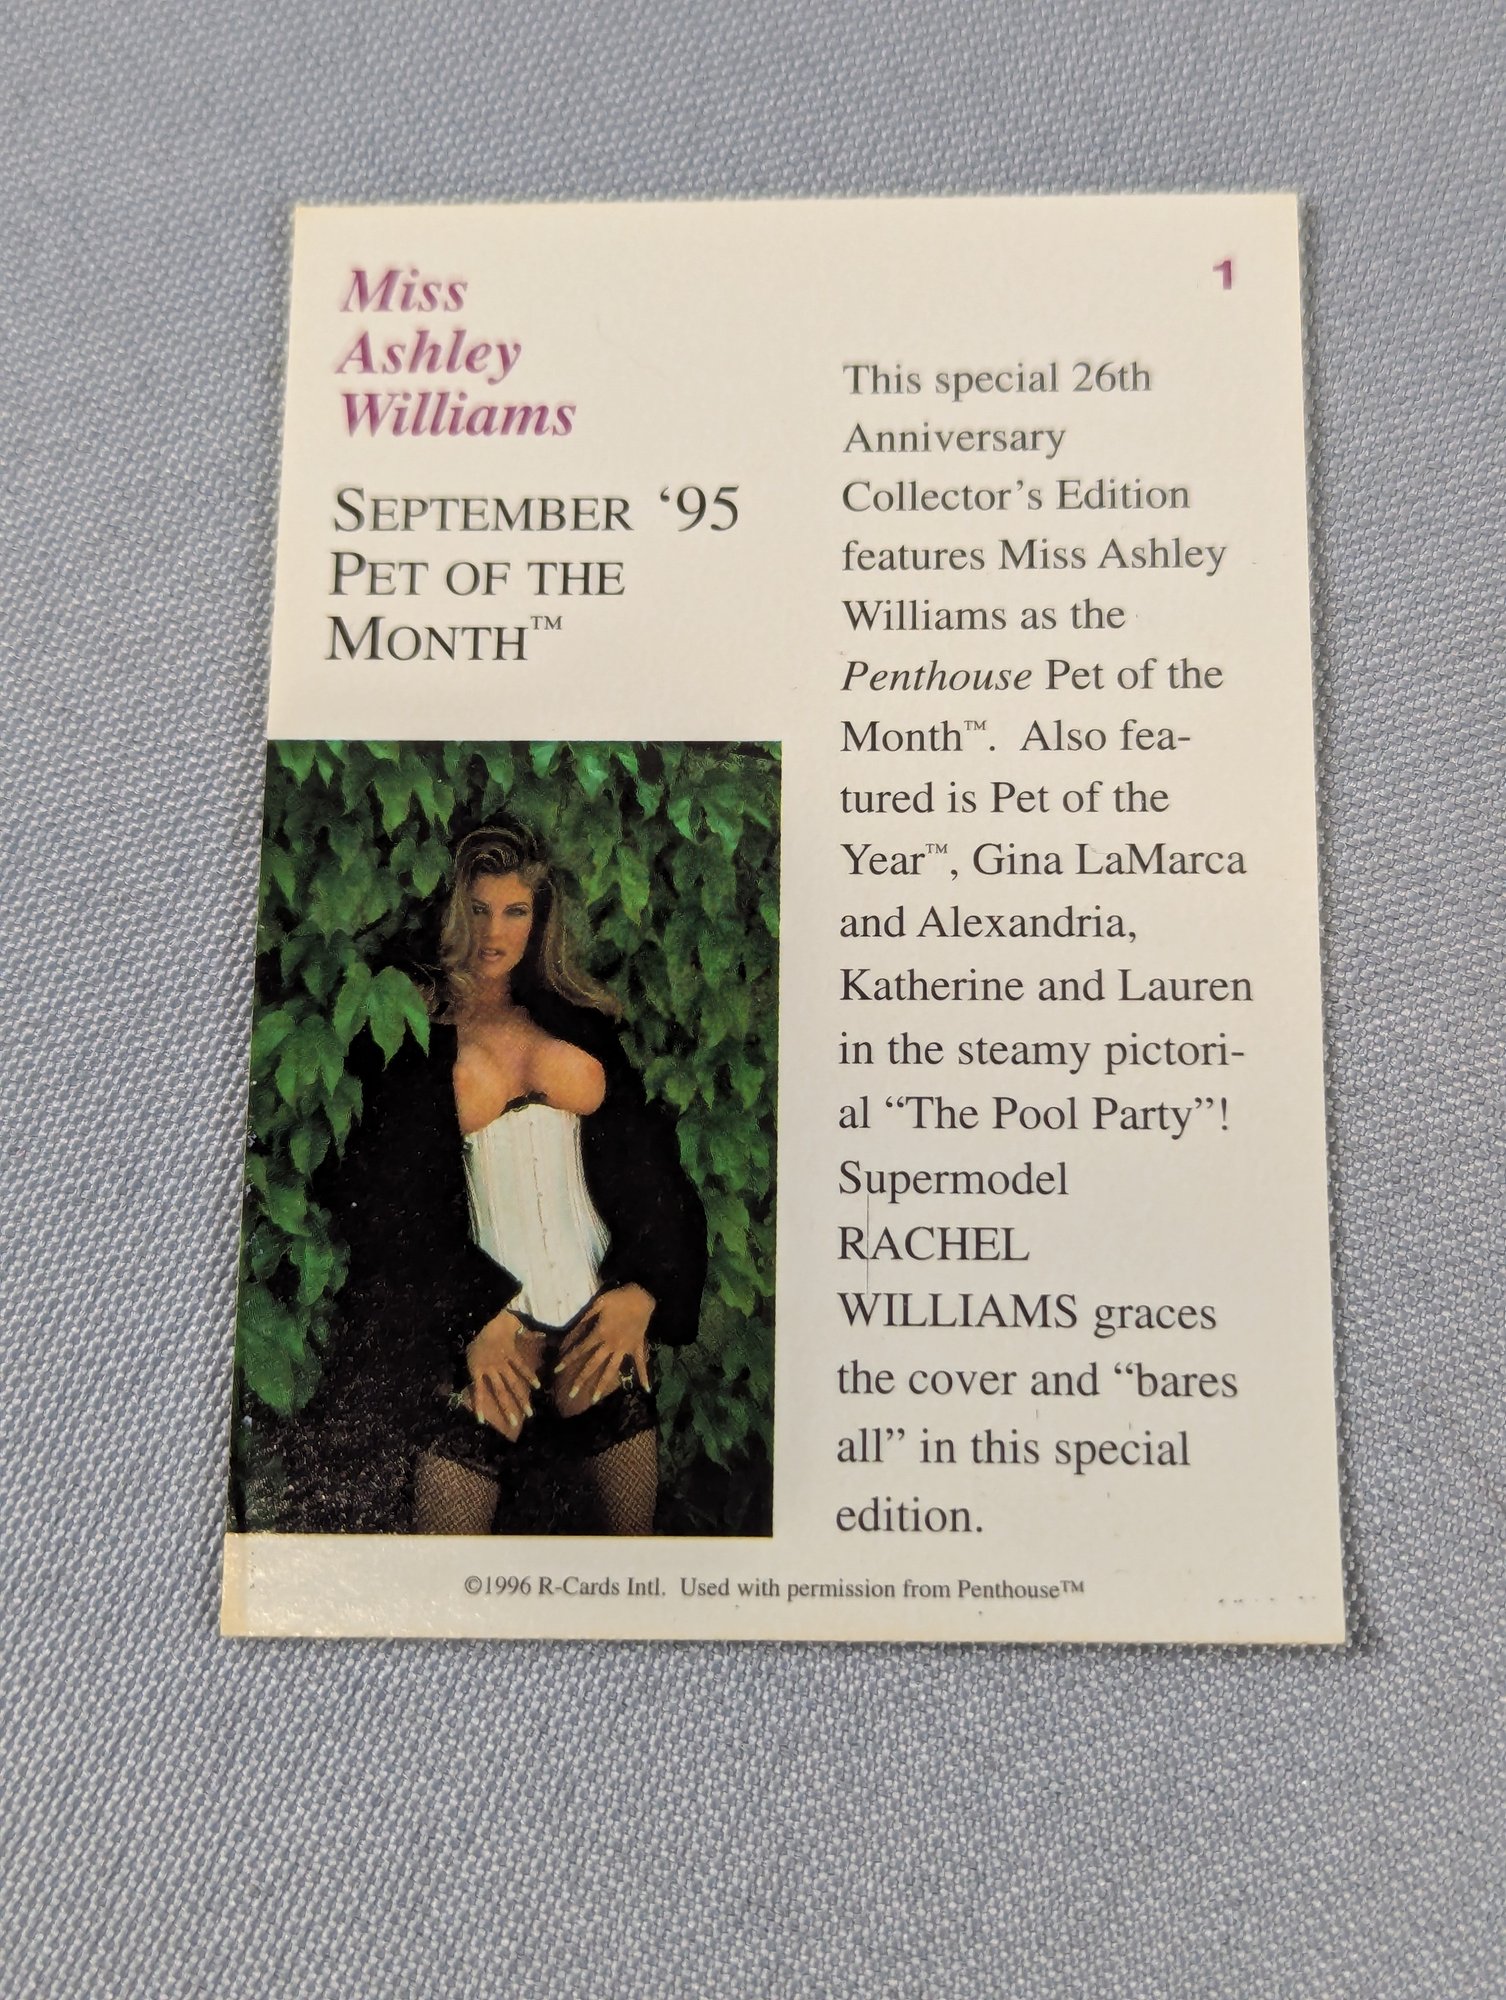 Miss
Ashley
Williams
SEPTEMBER ‘95
PET OF THE
MONTH™
1
This special 26th
Anniversary
Collector’s Edition
features Miss Ashley
Williams as the
Penthouse Pet of the
Month™.  Also fea-
tured is Pet of the
Year™, Gina LaMarca
and Alexandria,
Katherine and Lauren
in the steamy pictori-
al “The Pool Party”!
Supermodel
RACHEL
WILLIAMS graces
the cover and “bares
all” in this special
edition.
©1996 R-Cards Intl.  Used with permission from Penthouse™